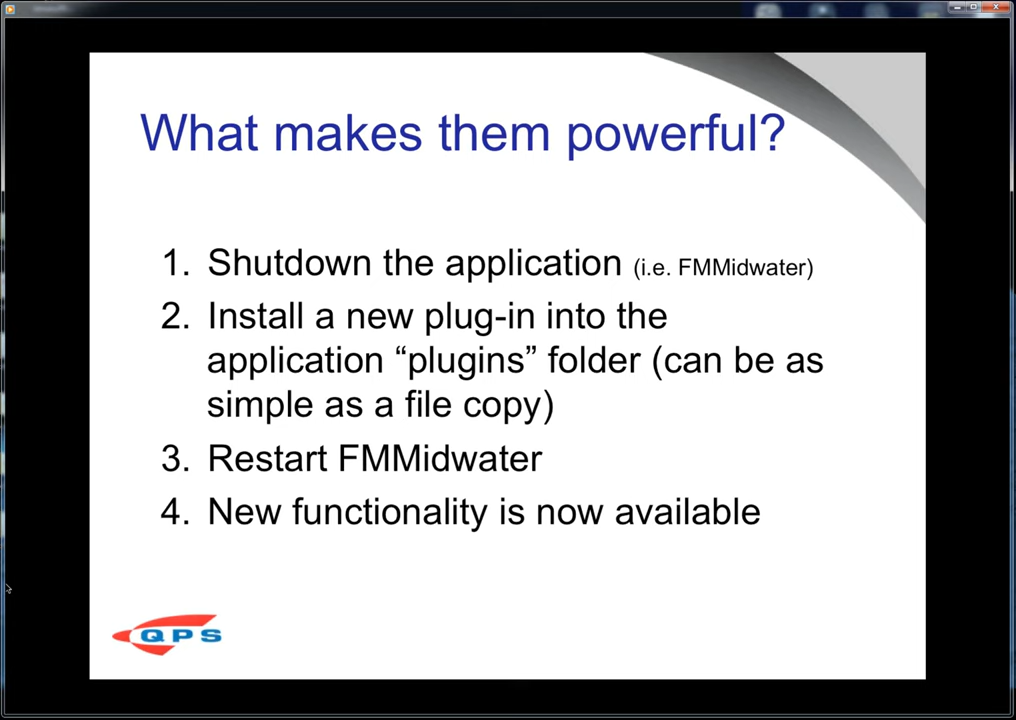 What makes them powerful?
1. Shutdown the application (i.e. FMMidwater)
2. Install a new plug-in into the
application “plugins” folder (can be as
simple as a file copy)
3. Restart FMMidwater
4. New functionality is now available
QPS